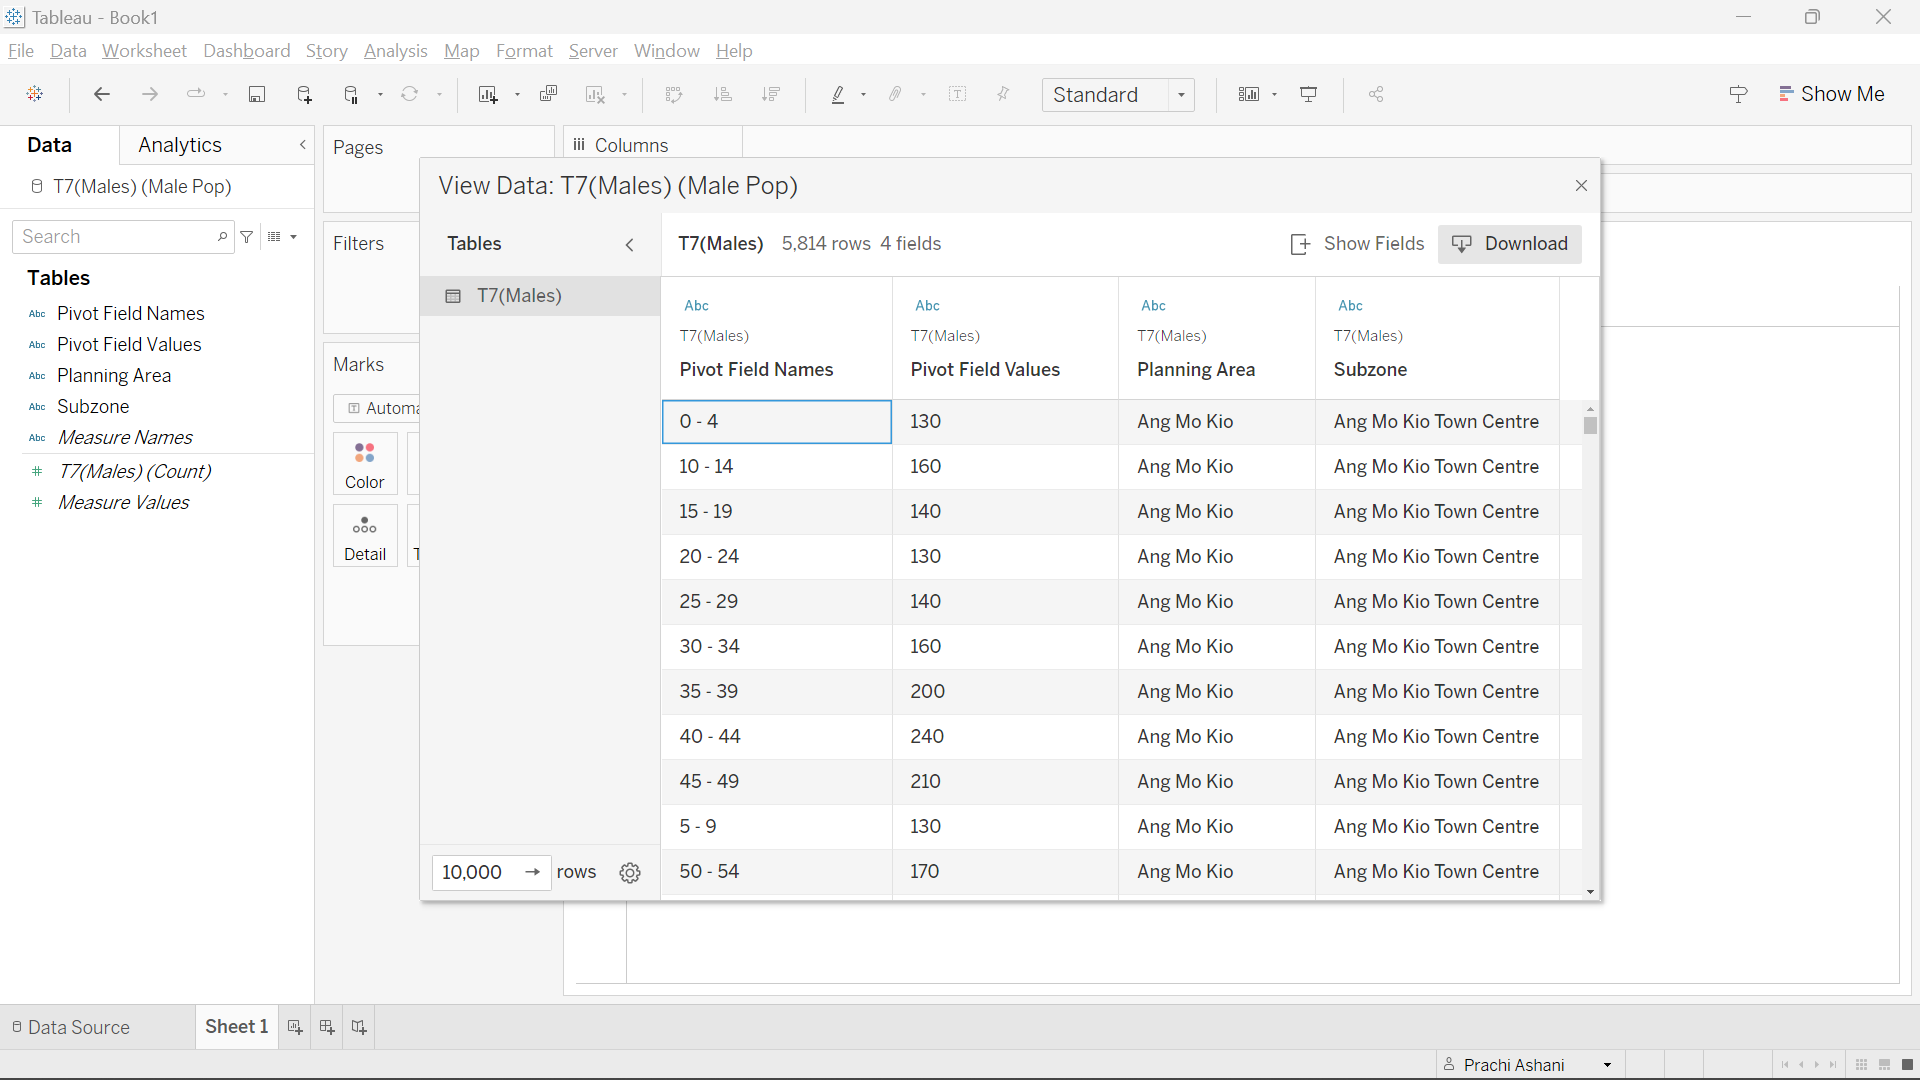 Tableau - Book1
File Data Worksheet Dashboard Story Analysis Map Format Server Window Help
Standard
Show Me
Data
Analytics
Pages
Columns
T7(Males) (Male Pop)
Search
Tables
Pivot Field Names
Pivot Field Values
Planning Area
Subzone
Measure Names
T7(Males) (Count)
Measure Values
Filters
Marks
Automa
Color
Detail
T
View Data: T7(Males) (Male Pop)
Tables
T7(Males)
T7(Males) 5,814 rows 4 fields
Show Fields
Download
Abc Abc Abc Abc
T7(Males) T7(Males) T7(Males) T7(Males)
Pivot Field Names Pivot Field Values Planning Area Subzone
0 - 4 130 Ang Mo Kio Ang Mo Kio Town Centre
10 - 14 160 Ang Mo Kio Ang Mo Kio Town Centre
15 - 19 140 Ang Mo Kio Ang Mo Kio Town Centre
20 - 24 130 Ang Mo Kio Ang Mo Kio Town Centre
25 - 29 140 Ang Mo Kio Ang Mo Kio Town Centre
30 - 34 160 Ang Mo Kio Ang Mo Kio Town Centre
35 - 39 200 Ang Mo Kio Ang Mo Kio Town Centre
40 - 44 240 Ang Mo Kio Ang Mo Kio Town Centre
45 - 49 210 Ang Mo Kio Ang Mo Kio Town Centre
5 - 9 130 Ang Mo Kio Ang Mo Kio Town Centre
50 - 54 170 Ang Mo Kio Ang Mo Kio Town Centre
10,000 → rows
Data Source
Sheet 1
Prachi Ashani